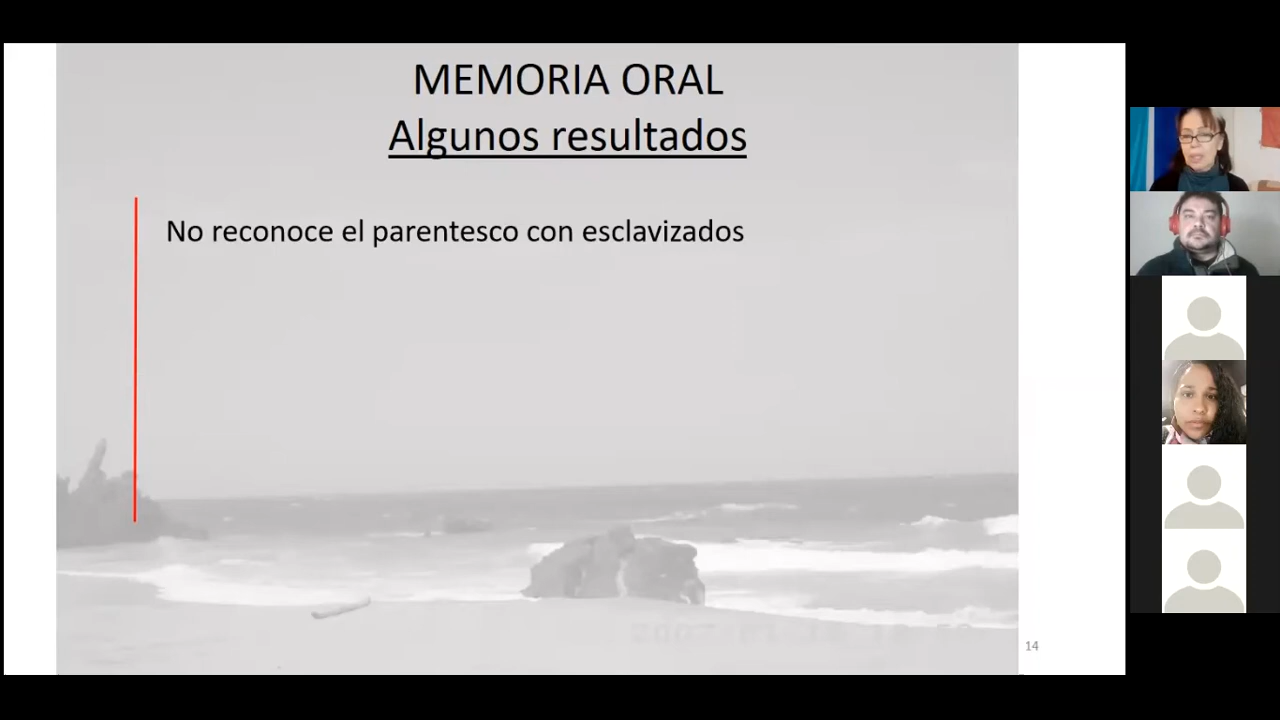 MEMORIA ORAL
Algunos resultados
No reconoce el parentesco con esclavizados
14